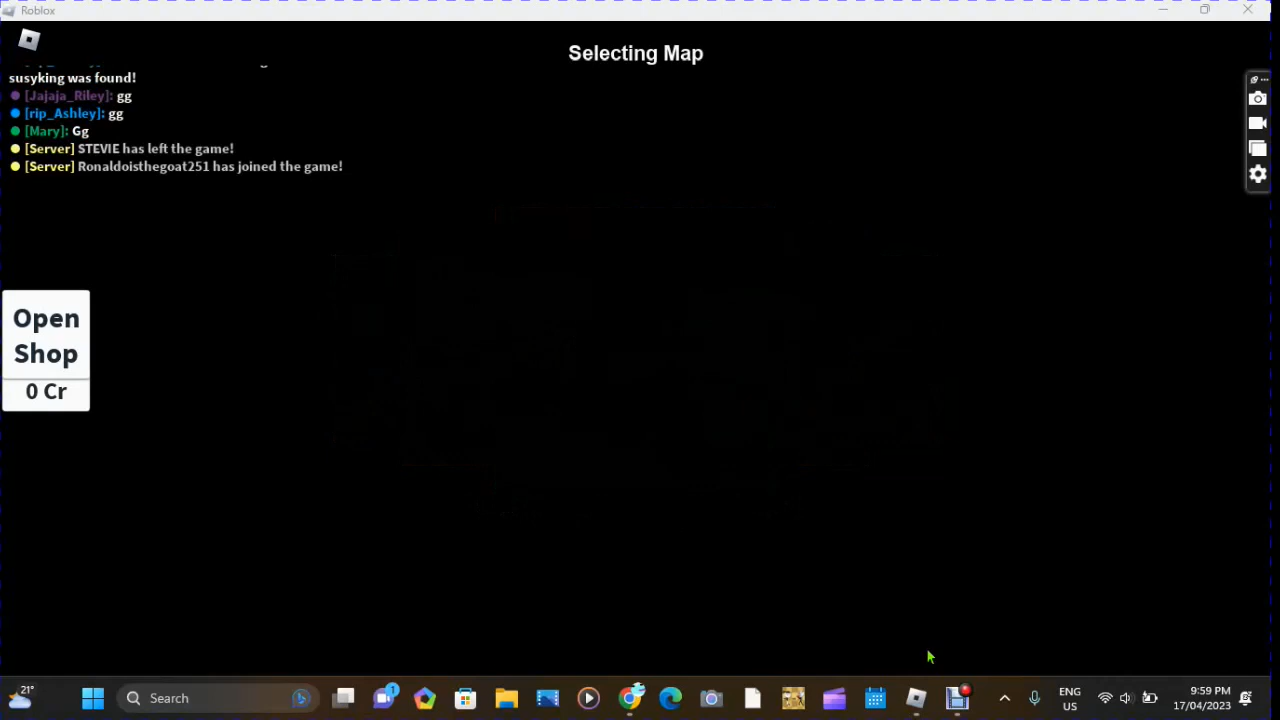 Roblox
Selecting Map
susyking was found!
[Jajaja_Riley]: gg
[rip_Ashley]: gg
[Mary]: Gg
[Server] STEVIE has left the game!
[Server] Ronaldoisthegoat251 has joined the game!
Open
Shop
0 Cr
21°
Search
1
ENG
US
9:59 PM
17/04/2023